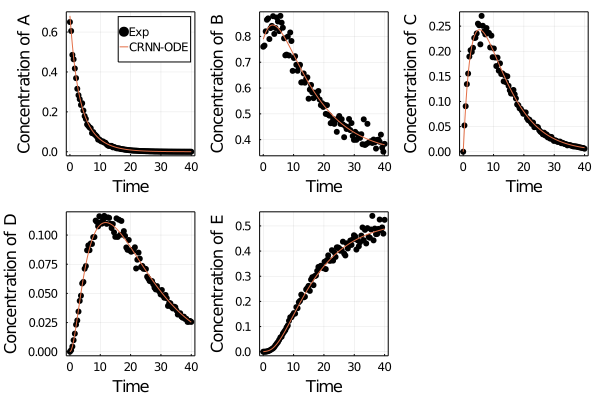 Concentration of A
0.6
0.4
0.2
0.0
0 10 20 30 40
Time
Exp
CRNN-ODE
Concentration of B
0.8
0.7
0.6
0.5
0.4
0 10 20 30 40
Time
Concentration of C
0.25
0.20
0.15
0.10
0.05
0.00
0 10 20 30 40
Time
Concentration of D
0.100
0.075
0.050
0.025
0.000
0 10 20 30 40
Time
Concentration of E
0.5
0.4
0.3
0.2
0.1
0.0
0 10 20 30 40
Time